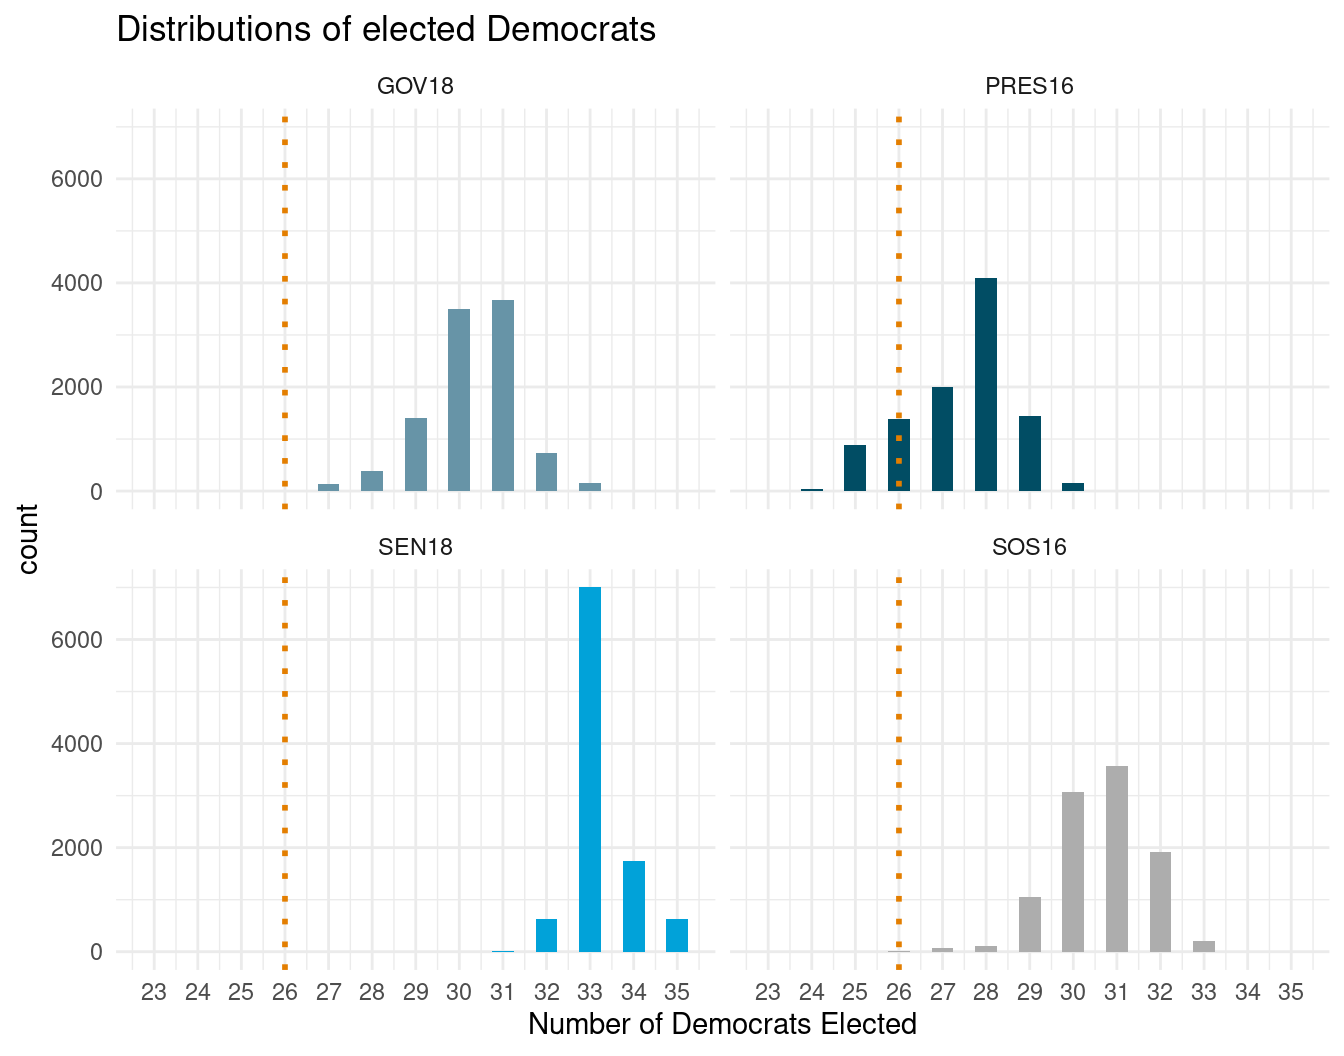 Distributions of elected Democrats
GOV18
PRES16
6000
4000
2000
0
count
SEN18
SOS16
6000
4000
2000
0
23 24 25 26 27 28 29 30 31 32 33 34 35
23 24 25 26 27 28 29 30 31 32 33 34 35
Number of Democrats Elected